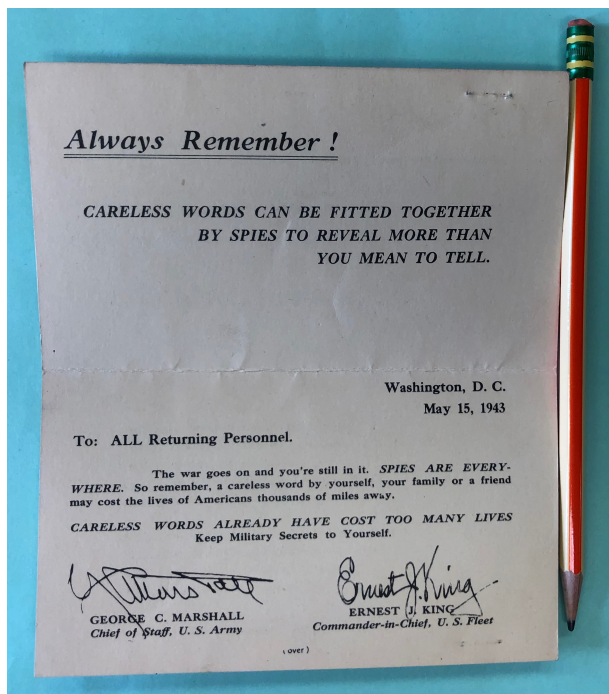 Always Remember !
CARELESS WORDS CAN BE FITTED TOGETHER
BY SPIES TO REVEAL MORE THAN
YOU MEAN TO TELL.
Washington, D. C.
May 15, 1943
To: ALL Returning Personnel.
The war goes on and you're still in it. SPIES ARE EVERY-
WHERE. So remember, a careless word by yourself, your family or a friend
may cost the lives of Americans thousands of miles away.
CARELESS WORDS ALREADY HAVE COST TOO MANY LIVES
Keep Military Secrets to Yourself.
Ernest J. King
GEORGE C. MARSHALL
Chief of Staff, U. S. Army
ERNEST J. KING
Commander-in-Chief, U. S. Fleet
( over )